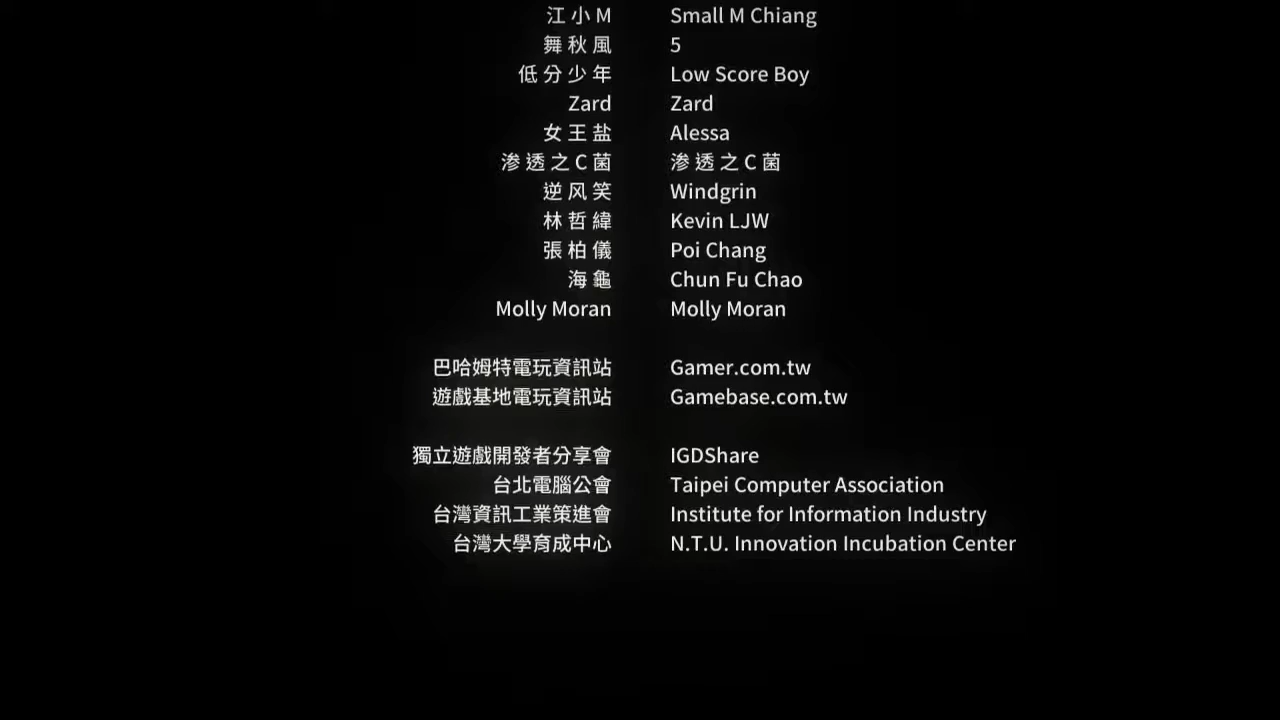 江小M Small M Chiang
舞秋風 5
低分少年 Low Score Boy
Zard Zard
女王盐 Alessa
渗透之C菌 渗透之C菌
逆风笑 Windgrin
林哲緯 Kevin LJW
張柏儀 Poi Chang
海龜 Chun Fu Chao
Molly Moran Molly Moran
巴哈姆特電玩資訊站 Gamer.com.tw
遊戲基地電玩資訊站 Gamebase.com.tw
獨立遊戲開發者分享會 IGDShare
台北電腦公會 Taipei Computer Association
台灣資訊工業策進會 Institute for Information Industry
台灣大學育成中心 N.T.U. Innovation Incubation Center